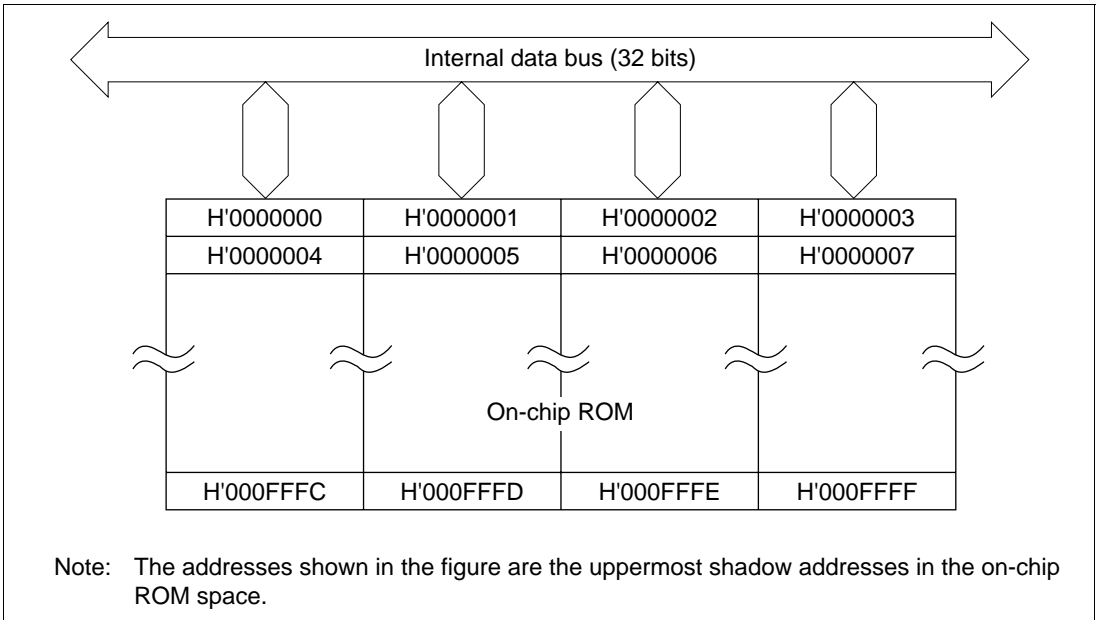 Internal data bus (32 bits)
H'0000000 H'0000001 H'0000002 H'0000003
H'0000004 H'0000005 H'0000006 H'0000007
On-chip ROM
H'000FFFC H'000FFFD H'000FFFE H'000FFFF
Note: The addresses shown in the figure are the uppermost shadow addresses in the on-chip
ROM space.